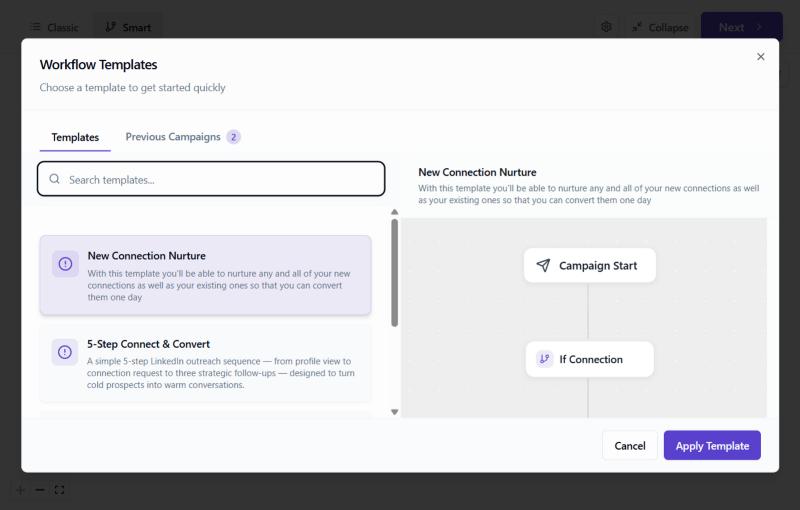 Classic
Smart
Collapse
Next
Workflow Templates
Choose a template to get started quickly
Templates
Previous Campaigns 2
Search templates...
New Connection Nurture
With this template you'll be able to nurture any and all of your new
connections as well as your existing ones so that you can convert
them one day
5-Step Connect & Convert
A simple 5-step LinkedIn outreach sequence — from profile view to
connection request to three strategic follow-ups — designed to turn
cold prospects into warm conversations.
New Connection Nurture
With this template you'll be able to nurture any and all of your new connections as well
as your existing ones so that you can convert them one day
Campaign Start
If Connection
Cancel
Apply Template